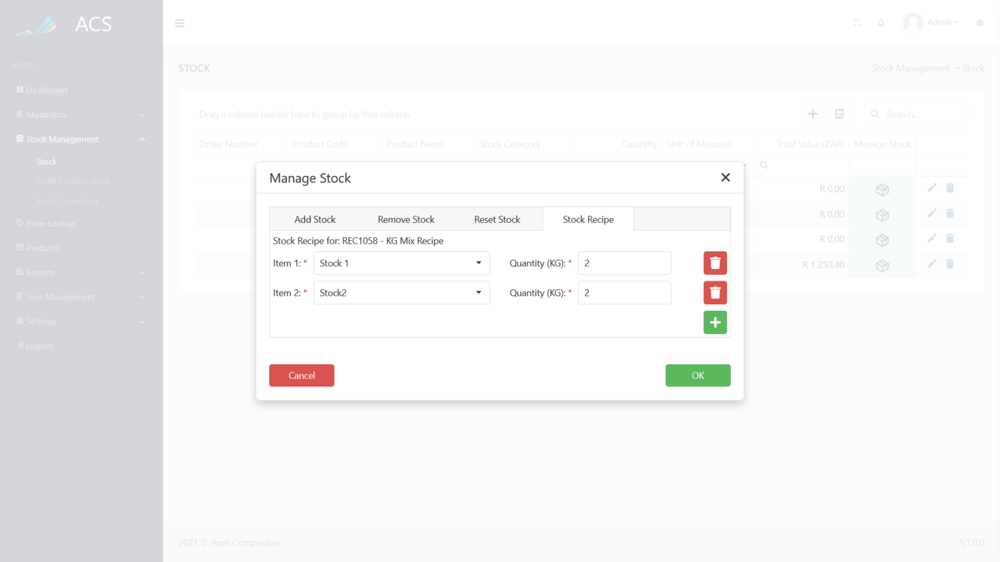 ACS
Admin
MENU
STOCK
Stock Management → Stock
Dashboard
Masterlists
Stock Management
Stock
Profit Centers Stock
Stock Correction
Price-Lookup
Products
Reports
User Management
Settings
Logout
Drag a column header here to group by that column
Search...
Order Number Product Code Product Name Stock Category Quantity Unit of Measure Total Value (ZAR) Manage Stock
R 0,00
R 0,00
R 0,00
R 1 250,40
Manage Stock
Add Stock Remove Stock Reset Stock Stock Recipe
Stock Recipe for: REC1058 - KG Mix Recipe
Item 1: * Stock 1 Quantity (KG): * 2
Item 2: * Stock2 Quantity (KG): * 2
Cancel OK
2021 © Amfi Composites. V1.0.0